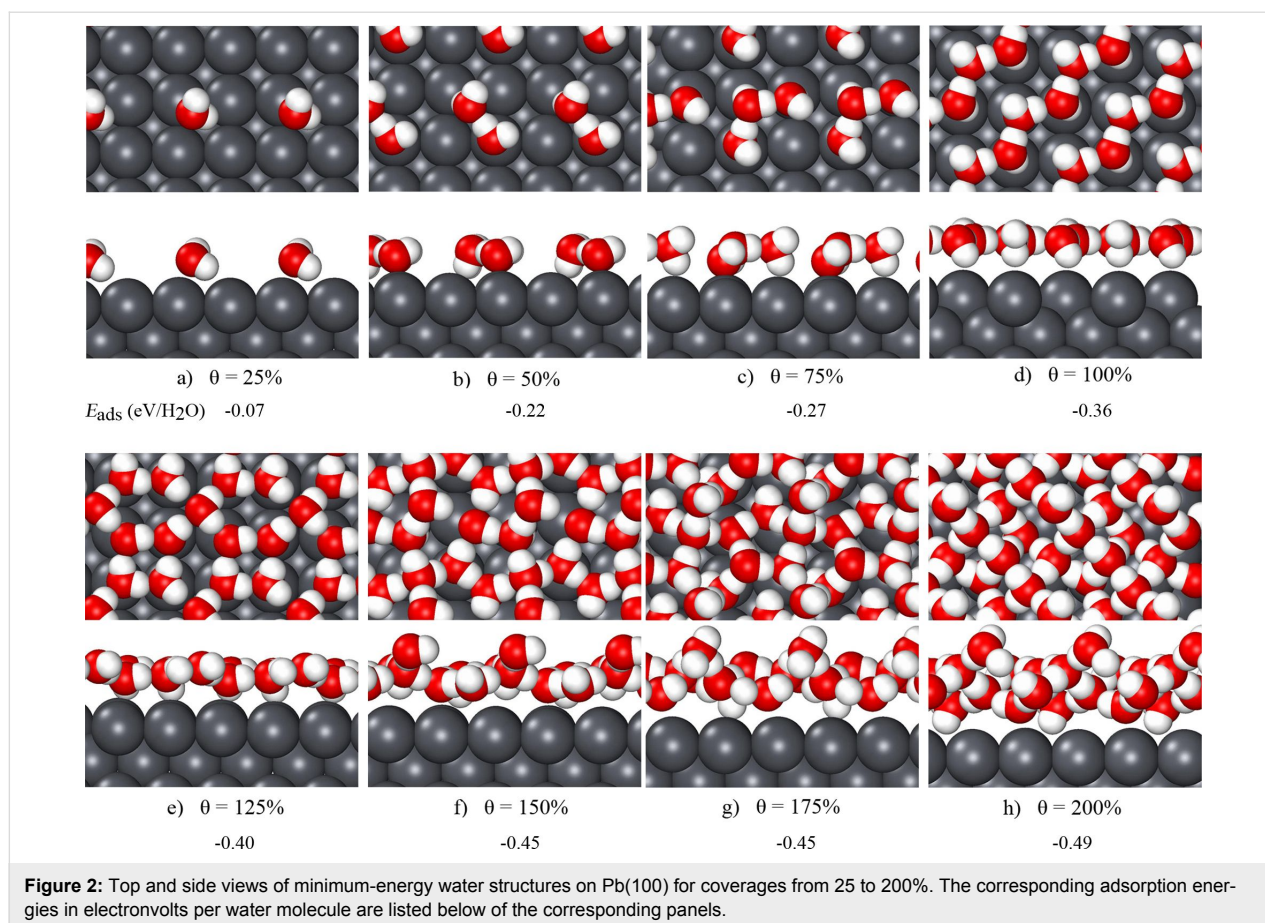 a) θ = 25%
b) θ = 50%
c) θ = 75%
d) θ = 100%
Eads (eV/H2O) -0.07
-0.22
-0.27
-0.36
e) θ = 125%
f) θ = 150%
g) θ = 175%
h) θ = 200%
-0.40
-0.45
-0.45
-0.49
Figure 2: Top and side views of minimum-energy water structures on Pb(100) for coverages from 25 to 200%. The corresponding adsorption ener-
gies in electronvolts per water molecule are listed below of the corresponding panels.